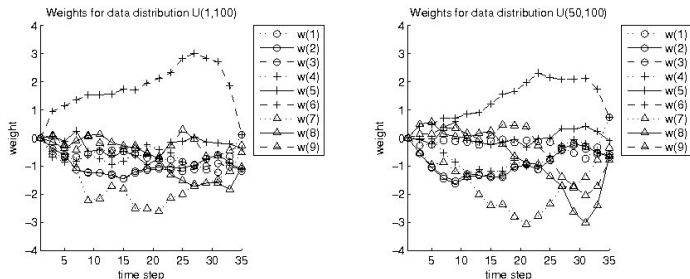 Weights for data distribution U(1,100)
4
3
2
1
0
−1
−2
−3
−4
weight
5 10 15 20 25 30 35
time step
w(1)
w(2)
w(3)
w(4)
w(5)
w(6)
w(7)
w(8)
w(9)
Weights for data distribution U(50,100)
4
3
2
1
0
−1
−2
−3
−4
weight
5 10 15 20 25 30 35
time step
w(1)
w(2)
w(3)
w(4)
w(5)
w(6)
w(7)
w(8)
w(9)